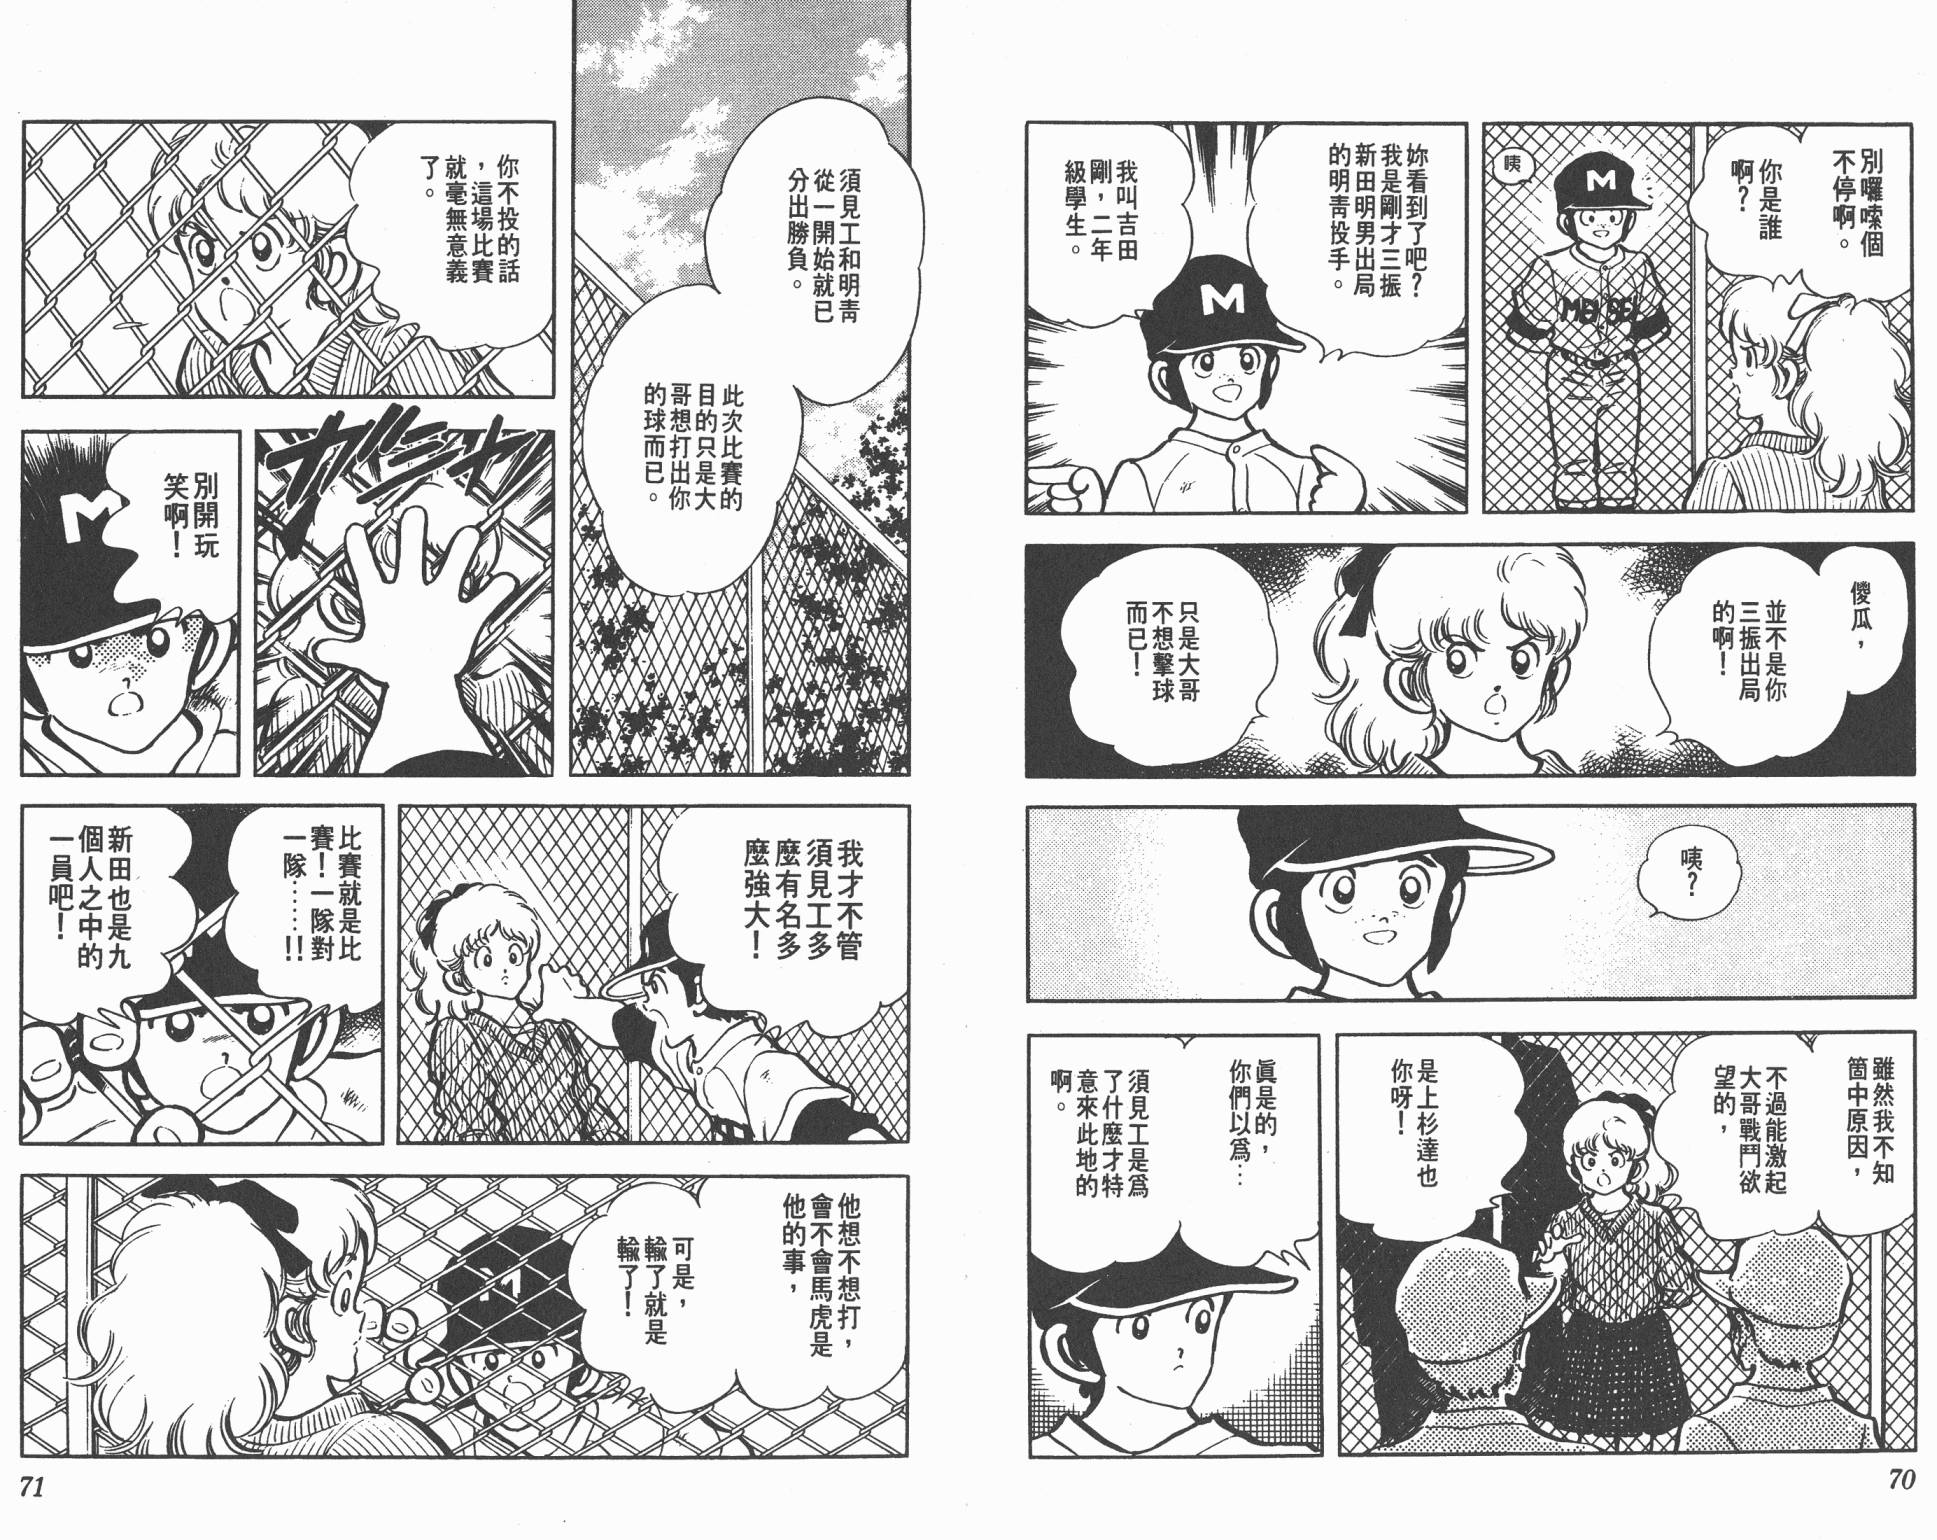 別囉嗦個
不停啊。
你是誰
啊？
咦
M
MEISEI
妳看到了吧？
我是剛才三振
新田明男出局
的明靑投手。
我叫吉田
剛，二年
級學生。
M
傻瓜，
並不是你
三振出局
的啊！
只是大哥
不想擊球
而已！
咦？
雖然我不知
箇中原因，
不過能激起
大哥戰鬥欲
望的，
是上杉達也
你呀！
眞是的，
你們以爲…
須見工是爲
了什麼才特
意來此地的
啊。
70
須見工和明靑
從一開始就已
分出勝負。
此次比賽的
目的只是大
哥想打出你
的球而已。
你不投的話
，這場比賽
就毫無意義
了。
ガシャ
別開玩
笑啊！
M
我才不管
須見工多
麼有名多
麼強大！
比賽就是比
賽！一隊對
一隊……!!
新田也是九
個人之中的
一員吧！
他想不想打，
會不會馬虎是
他的事，
可是，
輸了就是
輸了！
M
71